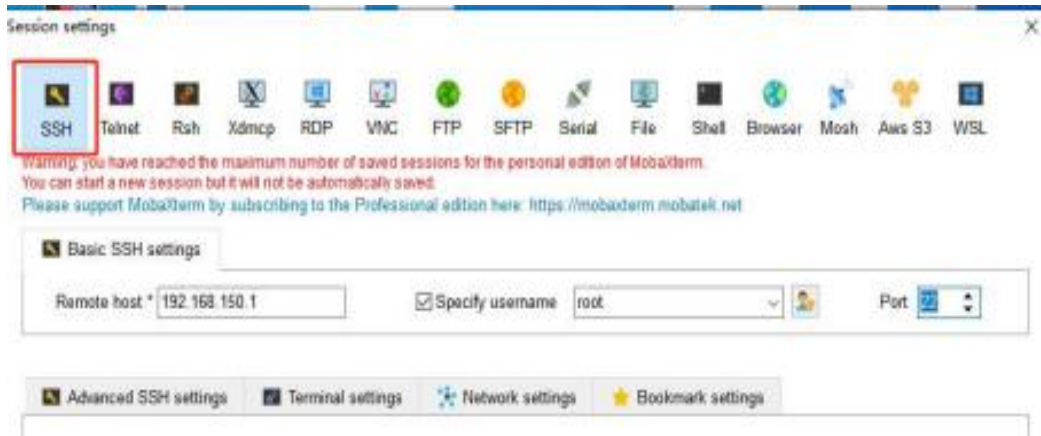 Session settings
SSH Telnet Rsh Xdmcp RDP VNC FTP SFTP Serial File Shell Browser Mosh Aws S3 WSL
Warning: you have reached the maximum number of saved sessions for the personal edition of MobaXterm.
You can start a new session but it will not be automatically saved.
Please support MobaXterm by subscribing to the Professional edition here: https://mobaxterm.mobatek.net
Basic SSH settings
Remote host * 192.168.150.1 Specify username root Port 22
Advanced SSH settings Terminal settings Network settings Bookmark settings